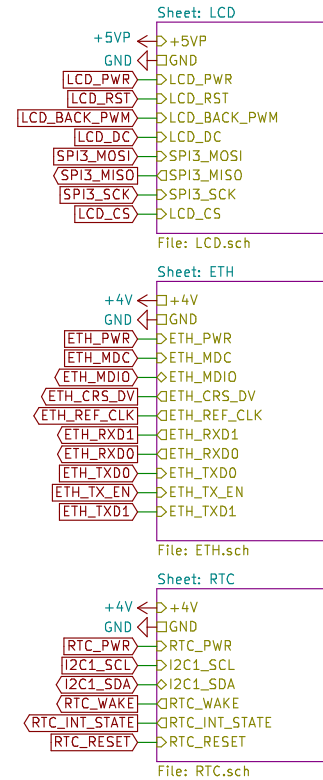 Sheet: LCD
+5VP +5VP
GND GND
LCD_PWR LCD_PWR
LCD_RST LCD_RST
LCD_BACK_PWM LCD_BACK_PWM
LCD_DC LCD_DC
SPI3_MOSI SPI3_MOSI
SPI3_MISO SPI3_MISO
SPI3_SCK SPI3_SCK
LCD_CS LCD_CS
File: LCD.sch
Sheet: ETH
+4V +4V
GND GND
ETH_PWR ETH_PWR
ETH_MDC ETH_MDC
ETH_MDIO ETH_MDIO
ETH_CRS_DV ETH_CRS_DV
ETH_REF_CLK ETH_REF_CLK
ETH_RXD1 ETH_RXD1
ETH_RXD0 ETH_RXD0
ETH_TXD0 ETH_TXD0
ETH_TX_EN ETH_TX_EN
ETH_TXD1 ETH_TXD1
File: ETH.sch
Sheet: RTC
+4V +4V
GND GND
RTC_PWR RTC_PWR
I2C1_SCL I2C1_SCL
I2C1_SDA I2C1_SDA
RTC_WAKE RTC_WAKE
RTC_INT_STATE RTC_INT_STATE
RTC_RESET RTC_RESET
File: RTC.sch